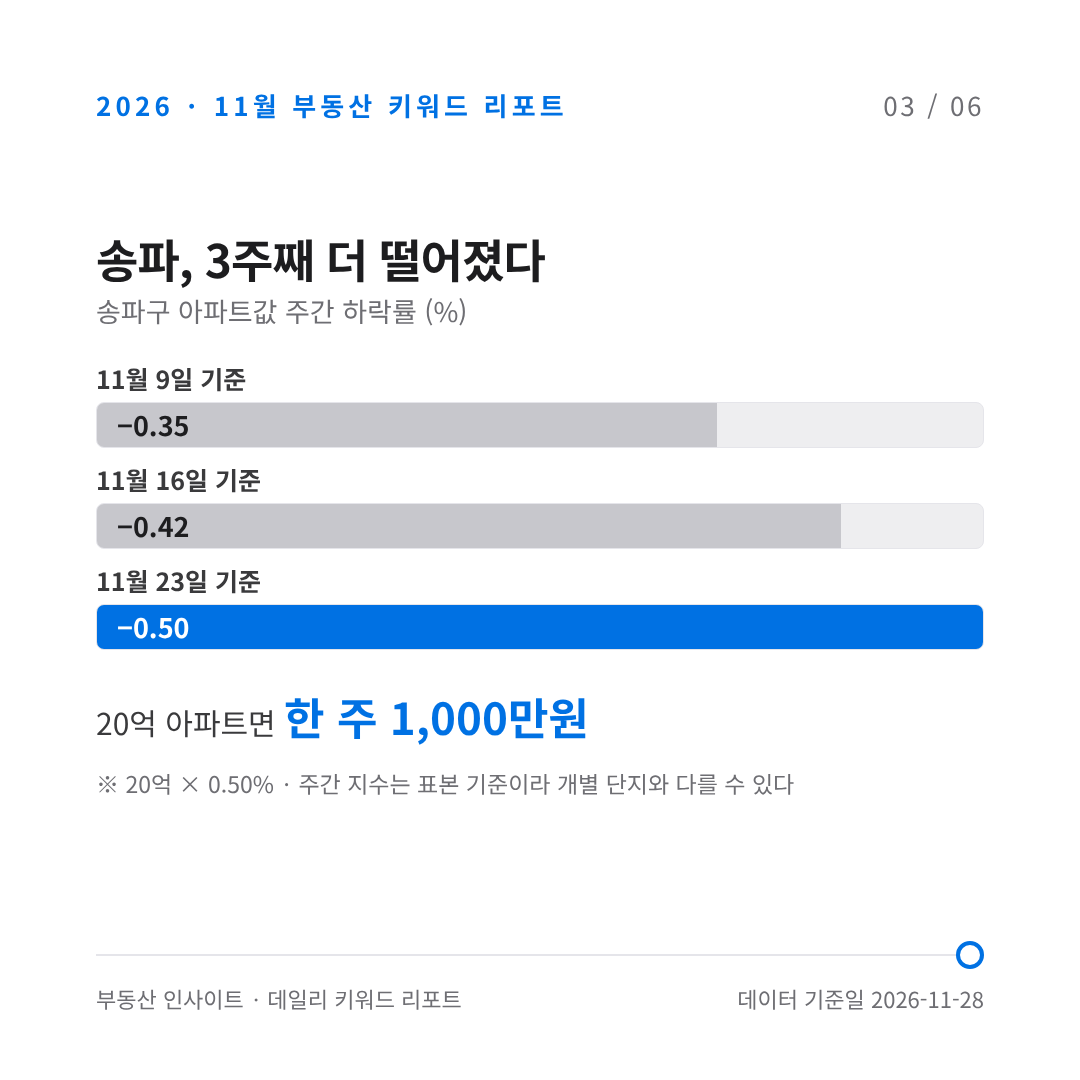 2026 · 11월 부동산 키워드 리포트
03 / 06
송파, 3주째 더 떨어졌다
송파구 아파트값 주간 하락률 (%)
11월 9일 기준
−0.35
11월 16일 기준
−0.42
11월 23일 기준
−0.50
20억 아파트면 한 주 1,000만원
※ 20억 × 0.50% · 주간 지수는 표본 기준이라 개별 단지와 다를 수 있다
부동산 인사이트 · 데일리 키워드 리포트
데이터 기준일 2026-11-28